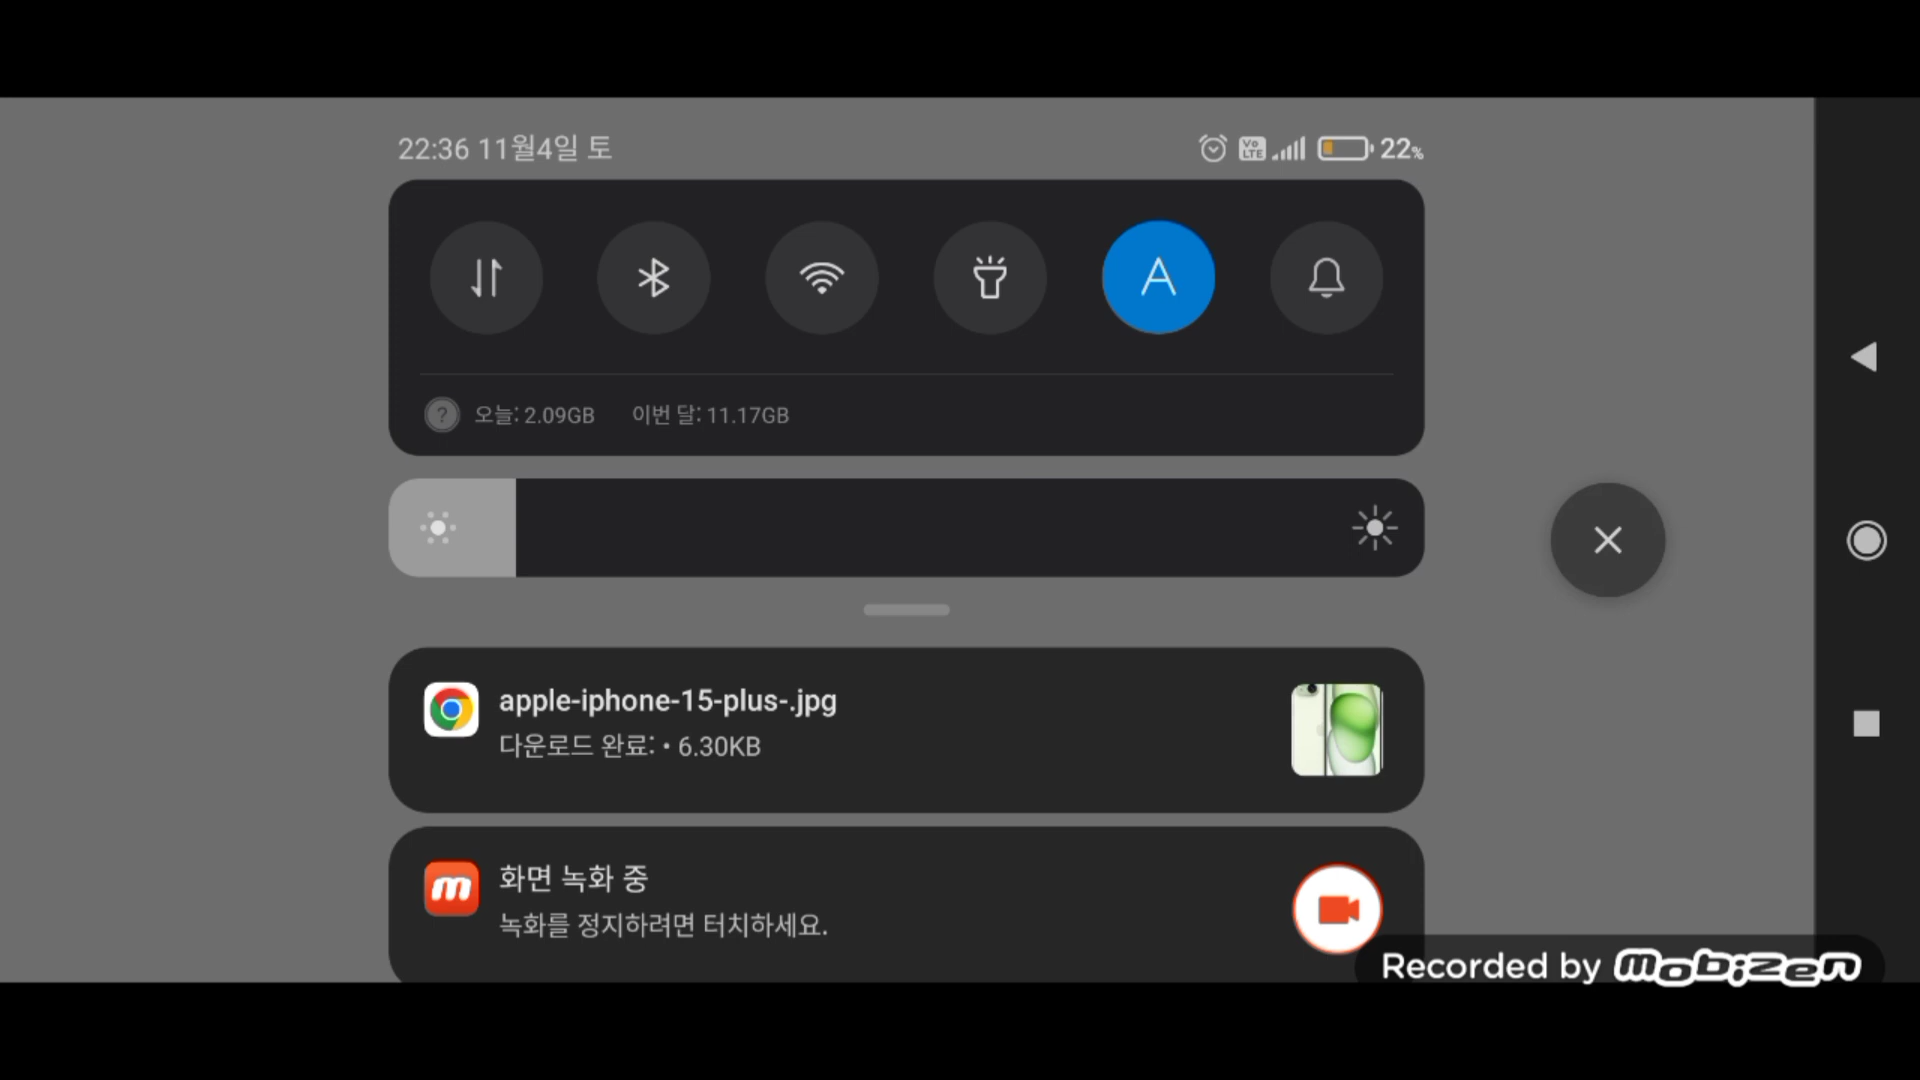 22:36 11월4일 토
Vo LTE
22%
A
? 오늘: 2.09GB 이번 달: 11.17GB
apple-iphone-15-plus-.jpg
다운로드 완료: • 6.30KB
m 화면 녹화 중
녹화를 정지하려면 터치하세요.
Recorded by mobizen